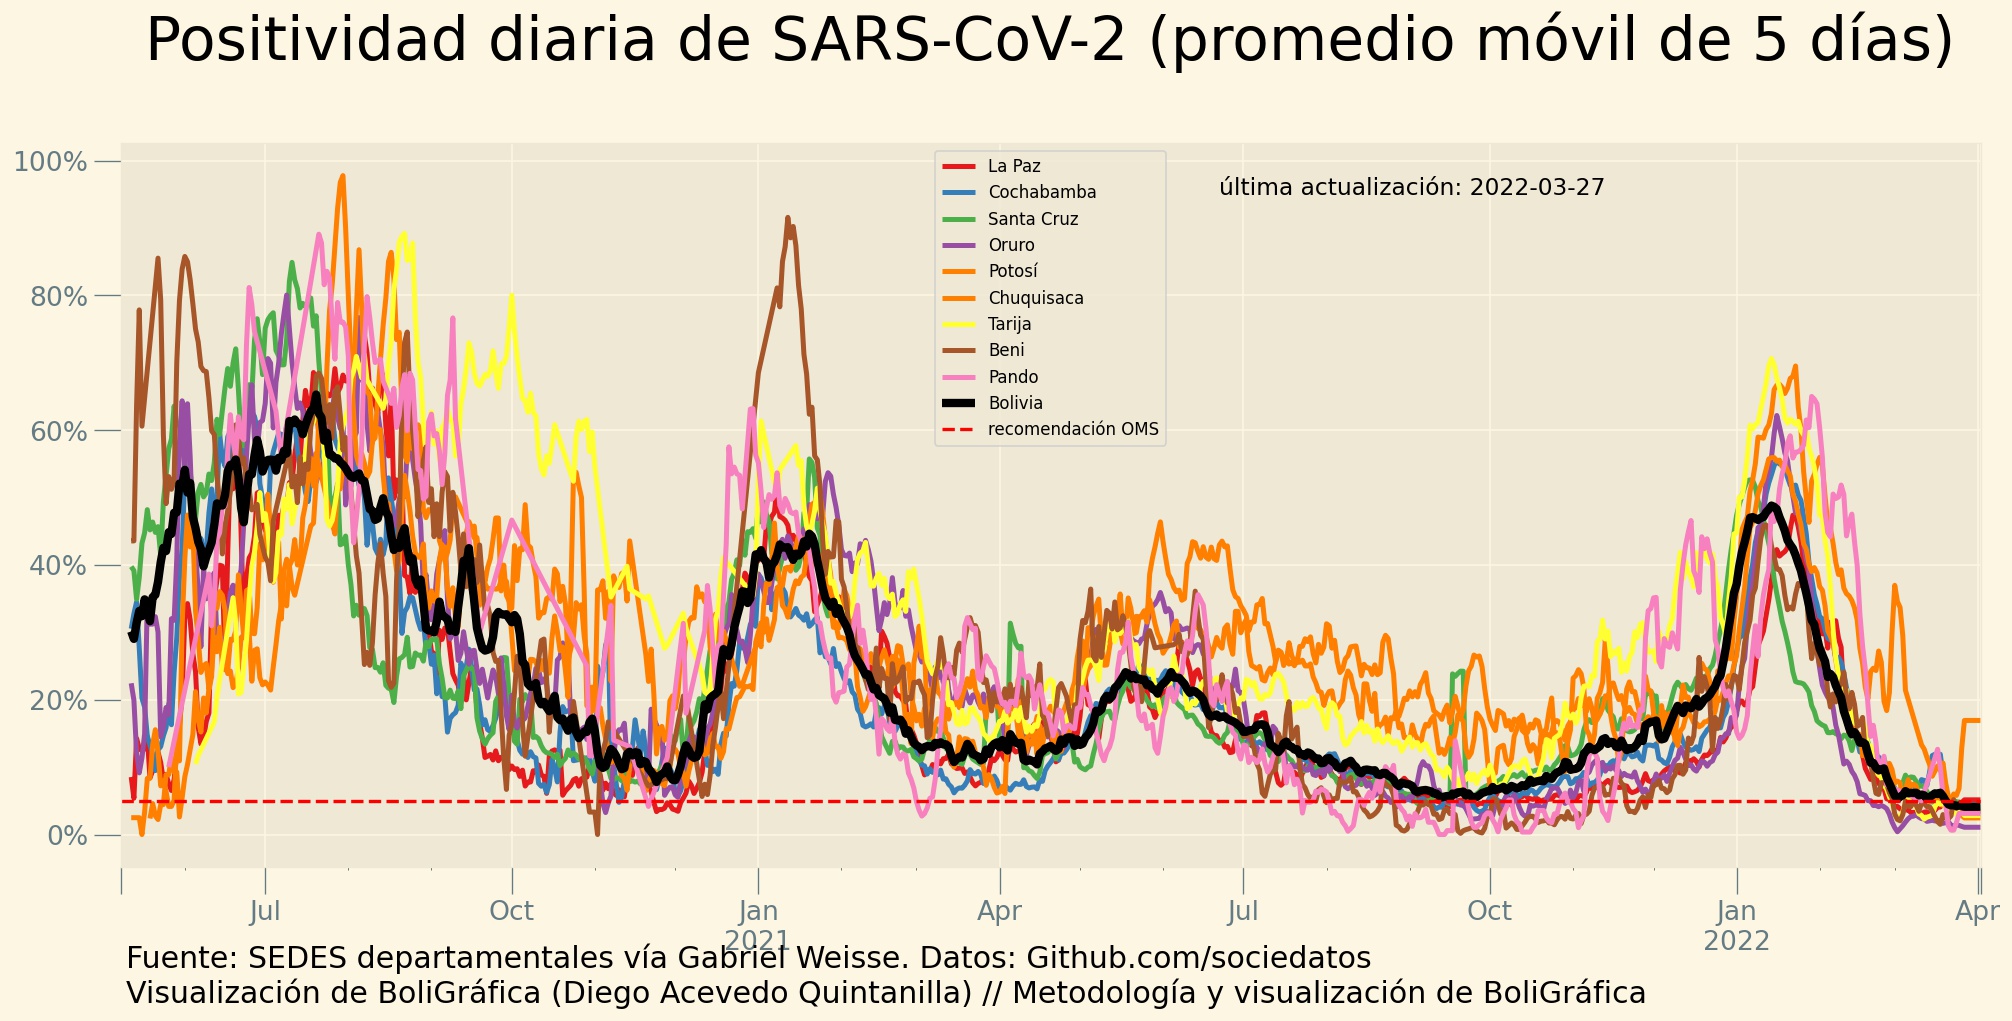 Positividad diaria de SARS-CoV-2 (promedio móvil de 5 días)
100%
80%
60%
40%
20%
0%
La Paz
Cochabamba
Santa Cruz
Oruro
Potosí
Chuquisaca
Tarija
Beni
Pando
Bolivia
recomendación OMS
última actualización: 2022-03-27
Jul
Oct
Jan
2021
Apr
Jul
Oct
Jan
2022
Apr
Fuente: SEDES departamentales vía Gabriel Weisse. Datos: Github.com/sociedatos
Visualización de BoliGráfica (Diego Acevedo Quintanilla) // Metodología y visualización de BoliGráfica